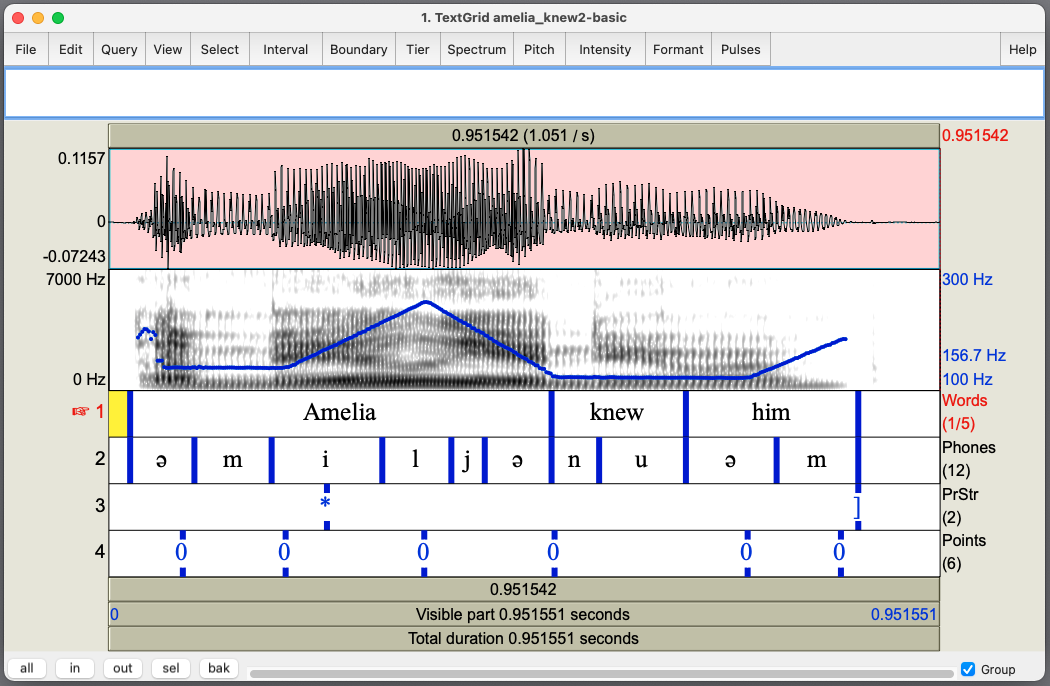 1. TextGrid amelia_knew2-basic
File Edit Query View Select Interval Boundary Tier Spectrum Pitch Intensity Formant Pulses Help
0.951542 (1.051 / s) 0.951542
0.1157
0
-0.07243
7000 Hz 300 Hz
156.7 Hz
0 Hz 100 Hz
☞ 1 Amelia knew him Words
(1/5)
2 ə m i l j ə n u ə m Phones
(12)
3 * ] PrStr
(2)
4 0 0 0 0 0 0 Points
(6)
0.951542
0 Visible part 0.951551 seconds 0.951551
Total duration 0.951551 seconds
all in out sel bak Group